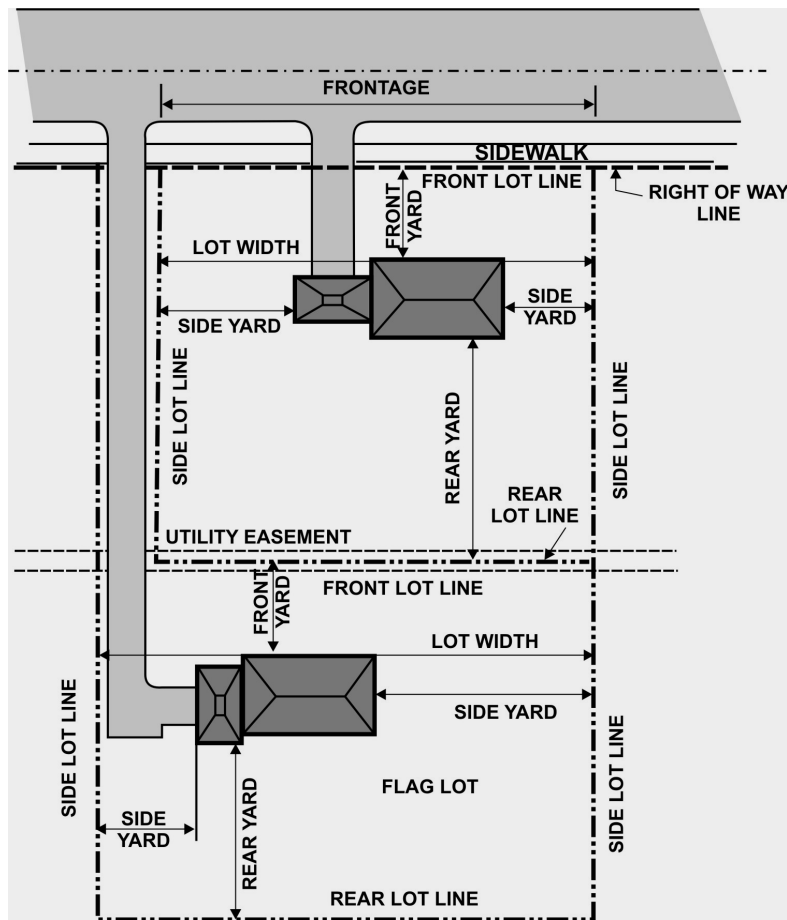 FRONTAGE
SIDEWALK
FRONT LOT LINE
RIGHT OF WAY
LINE
FRONT
YARD
LOT WIDTH
SIDE YARD
SIDE
YARD
SIDE LOT LINE
REAR YARD
SIDE LOT LINE
REAR
LOT LINE
UTILITY EASEMENT
FRONT LOT LINE
FRONT
YARD
LOT WIDTH
SIDE YARD
SIDE LOT LINE
SIDE LOT LINE
FLAG LOT
SIDE
YARD
REAR YARD
REAR LOT LINE